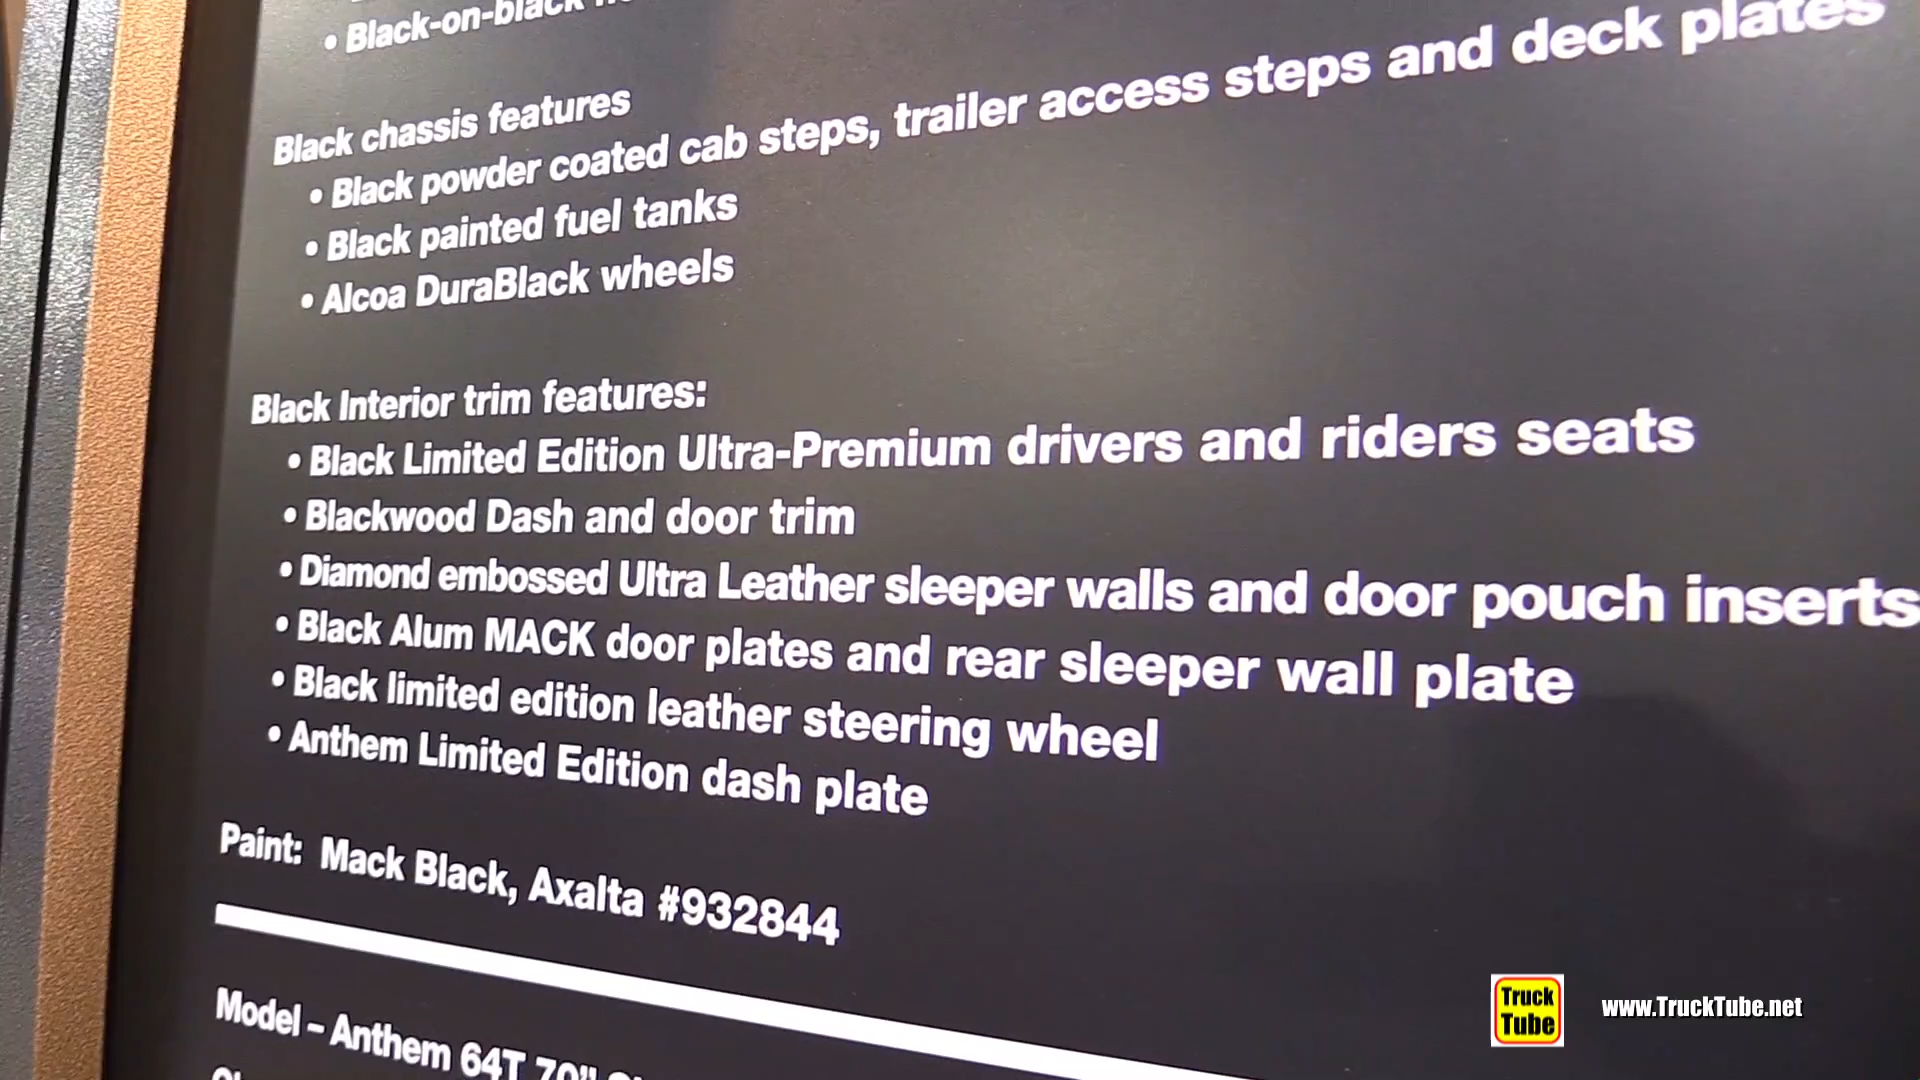 • Black-on-black
Black chassis features
• Black powder coated cab steps, trailer access steps and deck plates
• Black painted fuel tanks
• Alcoa DuraBlack wheels
Black Interior trim features:
• Black Limited Edition Ultra-Premium drivers and riders seats
• Blackwood Dash and door trim
• Diamond embossed Ultra Leather sleeper walls and door pouch inserts
• Black Alum MACK door plates and rear sleeper wall plate
• Black limited edition leather steering wheel
• Anthem Limited Edition dash plate
Paint: Mack Black, Axalta #932844
Model – Anthem 64T 70"
Truck
Tube
www.TruckTube.net